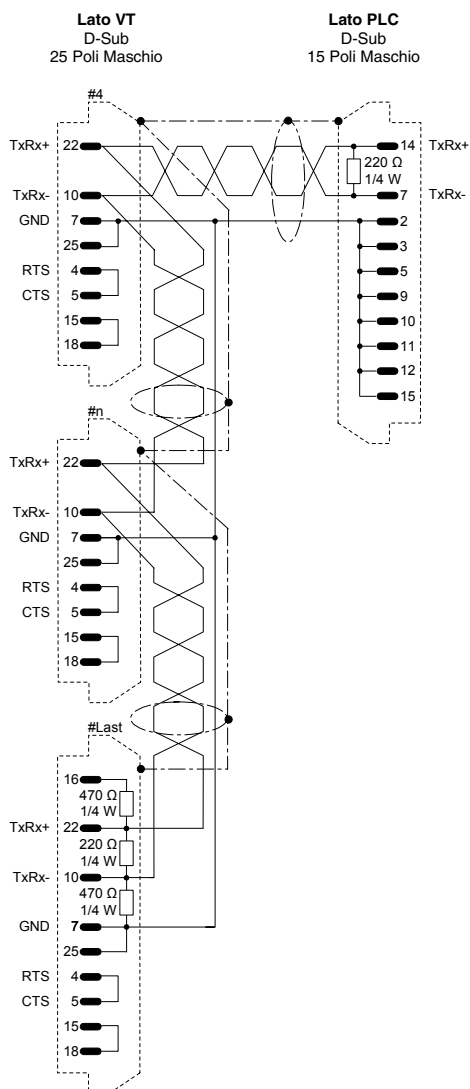 Lato VT
D-Sub
25 Poli Maschio
Lato PLC
D-Sub
15 Poli Maschio
#4
TxRx+ 22
TxRx- 10
GND 7
25
RTS 4
CTS 5
15
18
14 TxRx+
220 Ω
1/4 W
7 TxRx-
2
3
5
9
10
11
12
15
#n
TxRx+ 22
TxRx- 10
GND 7
25
RTS 4
CTS 5
15
18
#Last
16
470 Ω
1/4 W
TxRx+ 22
220 Ω
1/4 W
TxRx- 10
470 Ω
1/4 W
GND 7
25
RTS 4
CTS 5
15
18